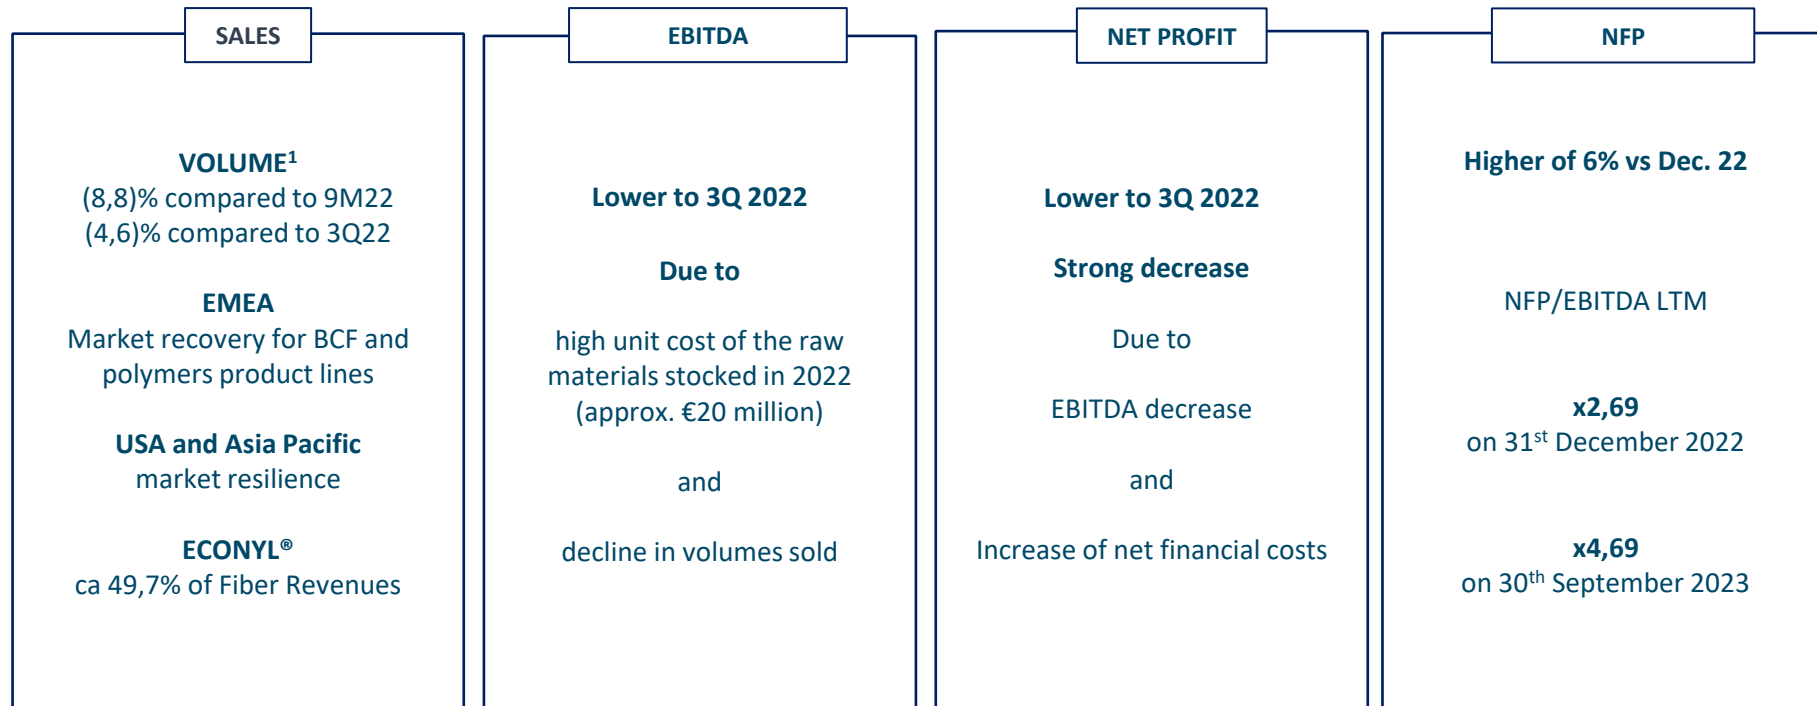 SALES
VOLUME¹
(8,8)% compared to 9M22
(4,6)% compared to 3Q22
EMEA
Market recovery for BCF and
polymers product lines
USA and Asia Pacific
market resilience
ECONYL®
ca 49,7% of Fiber Revenues
EBITDA
Lower to 3Q 2022
Due to
high unit cost of the raw
materials stocked in 2022
(approx. €20 million)
and
decline in volumes sold
NET PROFIT
Lower to 3Q 2022
Strong decrease
Due to
EBITDA decrease
and
Increase of net financial costs
NFP
Higher of 6% vs Dec. 22
NFP/EBITDA LTM
x2,69
on 31st December 2022
x4,69
on 30th September 2023